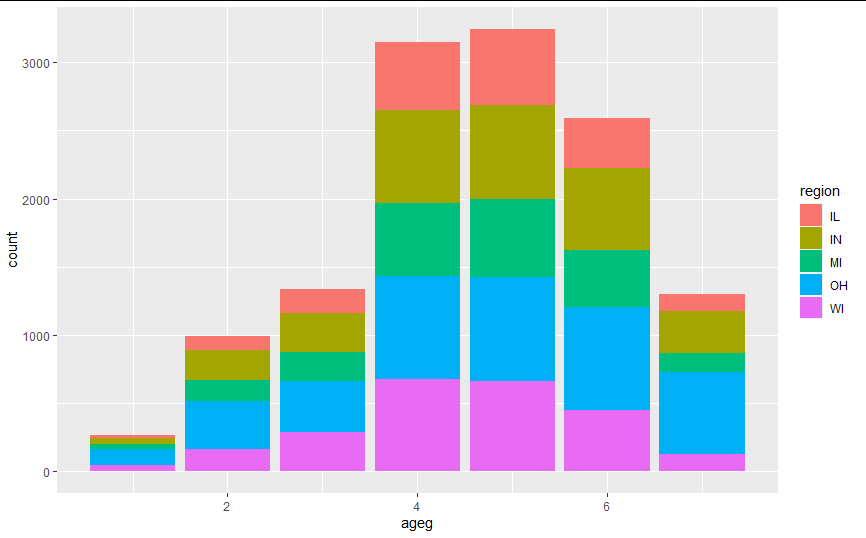 3000
2000
1000
0
count
2
4
6
ageg
region
IL
IN
MI
OH
WI